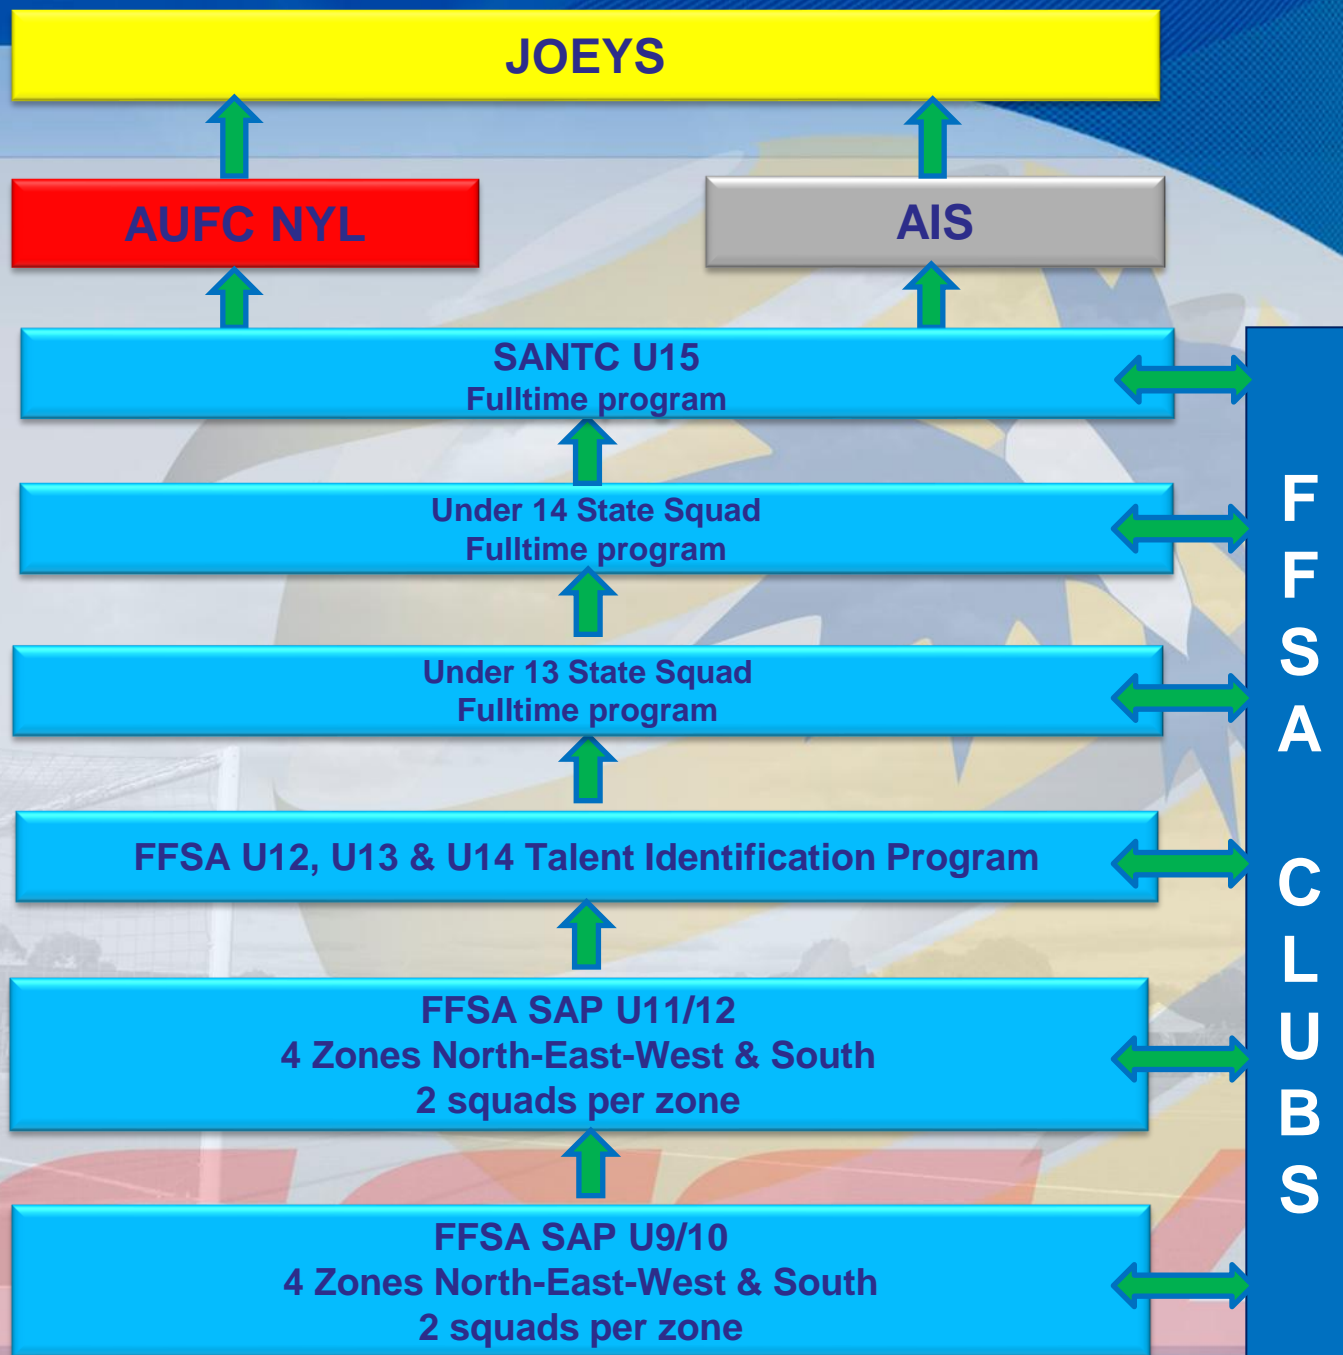 JOEYS
AUFC NYL
AIS
SANTC U15
Fulltime program
Under 14 State Squad
Fulltime program
Under 13 State Squad
Fulltime program
FFSA U12, U13 & U14 Talent Identification Program
FFSA SAP U11/12
4 Zones North-East-West & South
2 squads per zone
FFSA SAP U9/10
4 Zones North-East-West & South
2 squads per zone
FFSA CLUBS